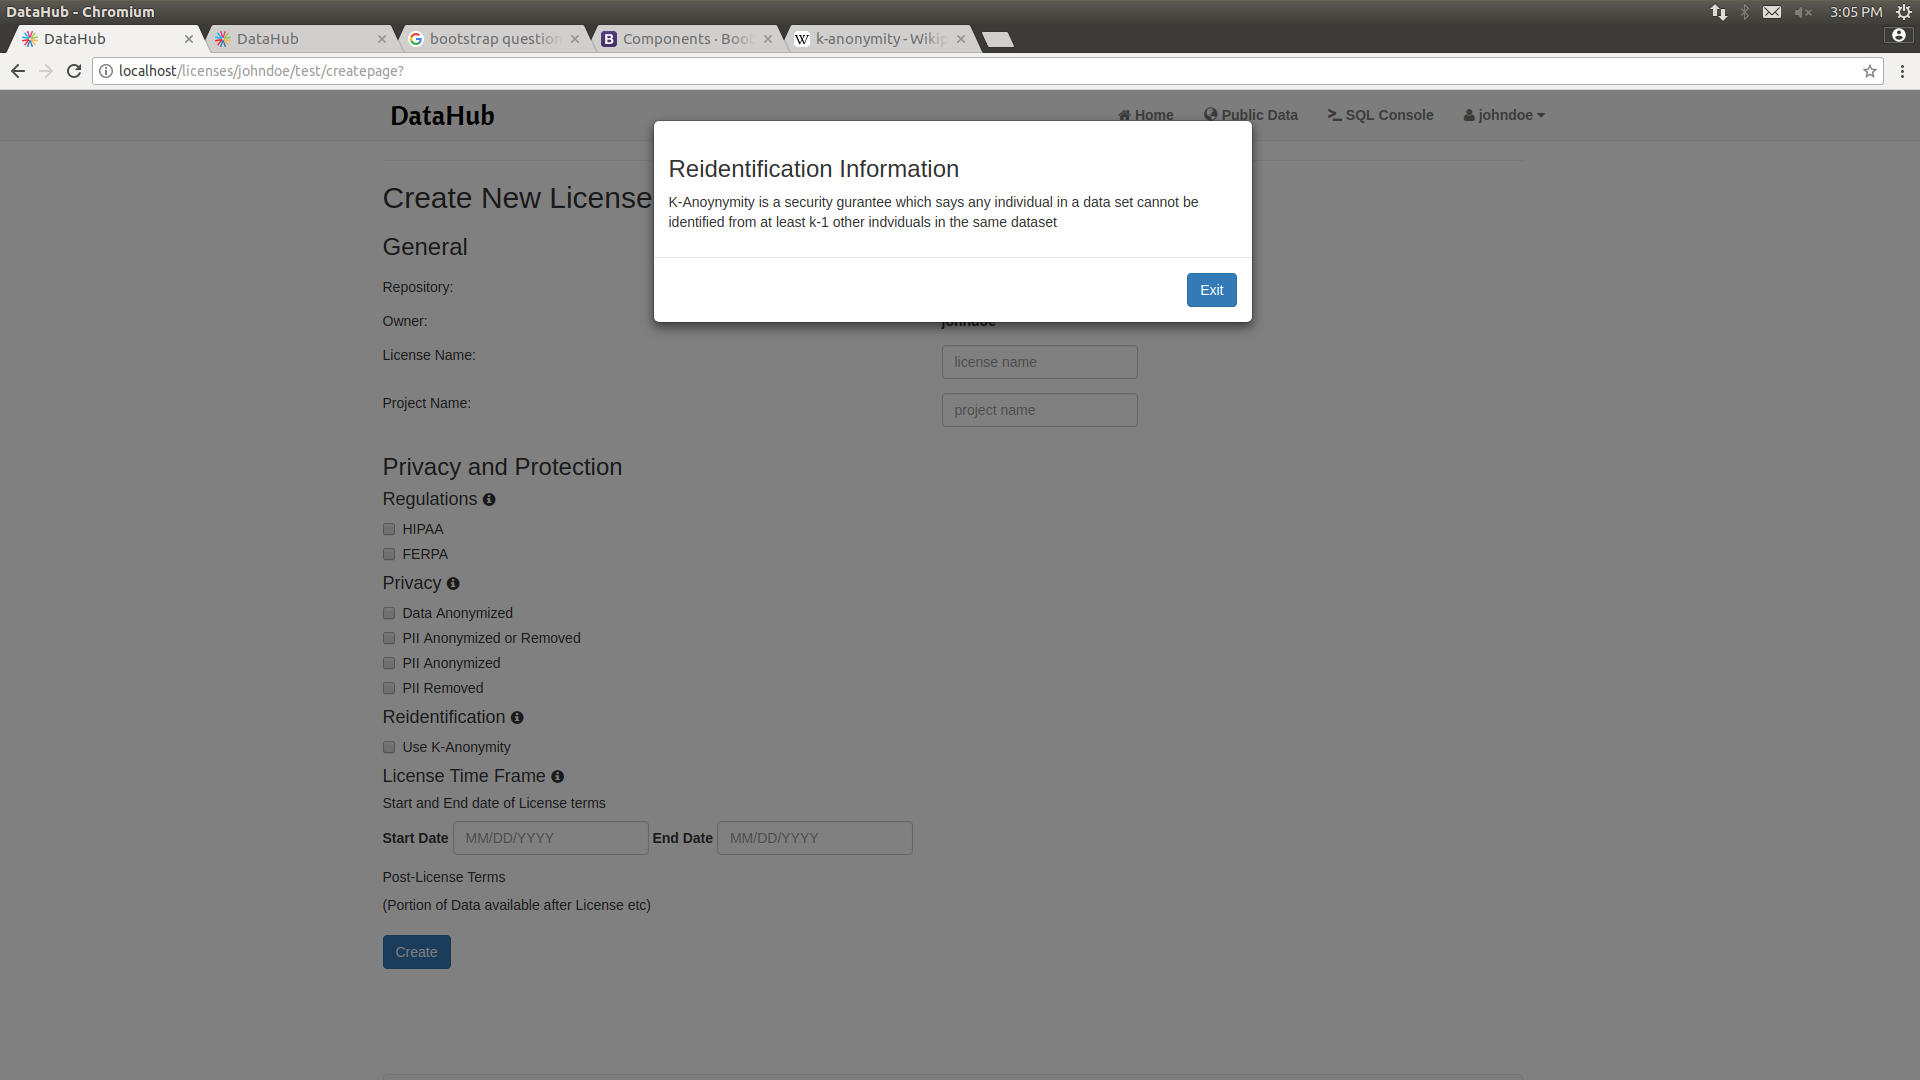 DataHub - Chromium
3:05 PM
DataHub
DataHub
bootstrap question
Components · Boot
k-anonymity - Wikip
localhost/licenses/johndoe/test/createpage?
DataHub
Home
Public Data
SQL Console
johndoe
Reidentification Information
K-Anoynymity is a security gurantee which says any individual in a data set cannot be
identified from at least k-1 other indviduals in the same dataset
Exit
Create New License
General
Repository:
Owner:
johndoe
License Name:
license name
Project Name:
project name
Privacy and Protection
Regulations
HIPAA
FERPA
Privacy
Data Anonymized
PII Anonymized or Removed
PII Anonymized
PII Removed
Reidentification
Use K-Anonymity
License Time Frame
Start and End date of License terms
Start Date MM/DD/YYYY End Date MM/DD/YYYY
Post-License Terms
(Portion of Data available after License etc)
Create